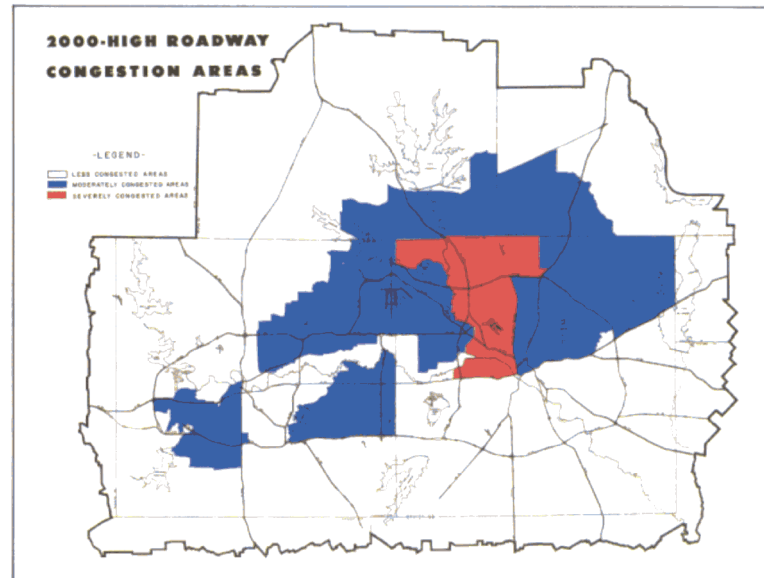 2000-HIGH ROADWAY
CONGESTION AREAS
-LEGEND-
LESS CONGESTED AREAS
MODERATELY CONGESTED AREAS
SEVERELY CONGESTED AREAS